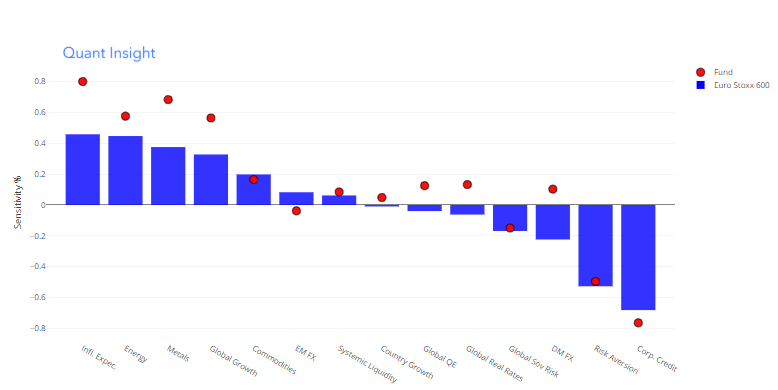 Quant Insight
Fund
Euro Stoxx 600
Sensitivity %
0.8
0.6
0.4
0.2
0
−0.2
−0.4
−0.6
−0.8
Infl. Expec.
Energy
Metals
Global Growth
Commodities
EM FX
Systemic Liquidity
Country Growth
Global QE
Global Real Rates
Global Sov Risk
DM FX
Risk Aversion
Corp. Credit